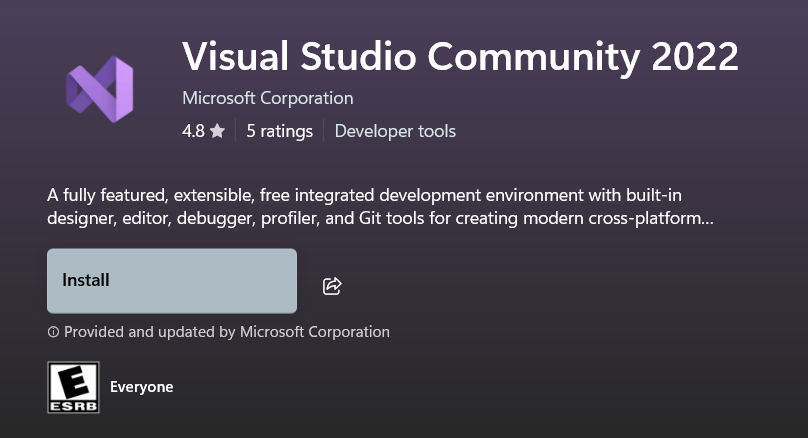 Visual Studio Community 2022
Microsoft Corporation
4.8 ★ 5 ratings Developer tools
A fully featured, extensible, free integrated development environment with built-in
designer, editor, debugger, profiler, and Git tools for creating modern cross-platform...
Install
Provided and updated by Microsoft Corporation
E
ESRB
Everyone